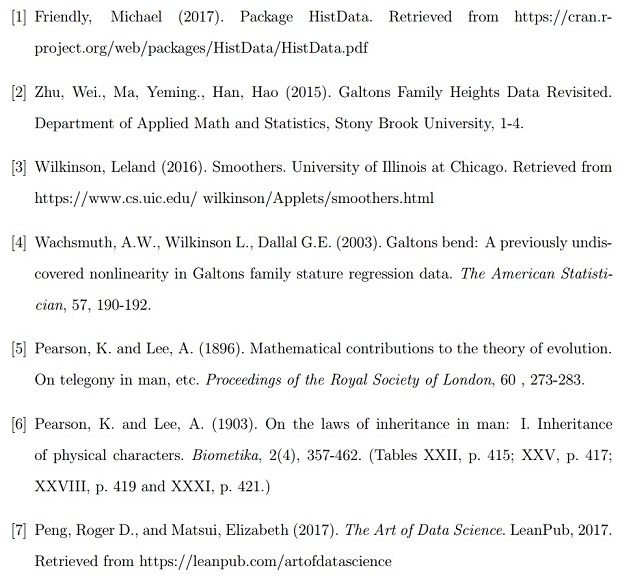 [1] Friendly, Michael (2017). Package HistData. Retrieved from https://cran.r-
project.org/web/packages/HistData/HistData.pdf
[2] Zhu, Wei., Ma, Yeming., Han, Hao (2015). Galtons Family Heights Data Revisited.
Department of Applied Math and Statistics, Stony Brook University, 1-4.
[3] Wilkinson, Leland (2016). Smoothers. University of Illinois at Chicago. Retrieved from
https://www.cs.uic.edu/ wilkinson/Applets/smoothers.html
[4] Wachsmuth, A.W., Wilkinson L., Dallal G.E. (2003). Galtons bend: A previously undis-
covered nonlinearity in Galtons family stature regression data. The American Statisti-
cian, 57, 190-192.
[5] Pearson, K. and Lee, A. (1896). Mathematical contributions to the theory of evolution.
On telegony in man, etc. Proceedings of the Royal Society of London, 60 , 273-283.
[6] Pearson, K. and Lee, A. (1903). On the laws of inheritance in man: I. Inheritance
of physical characters. Biometika, 2(4), 357-462. (Tables XXII, p. 415; XXV, p. 417;
XXVIII, p. 419 and XXXI, p. 421.)
[7] Peng, Roger D., and Matsui, Elizabeth (2017). The Art of Data Science. LeanPub, 2017.
Retrieved from https://leanpub.com/artofdatascience